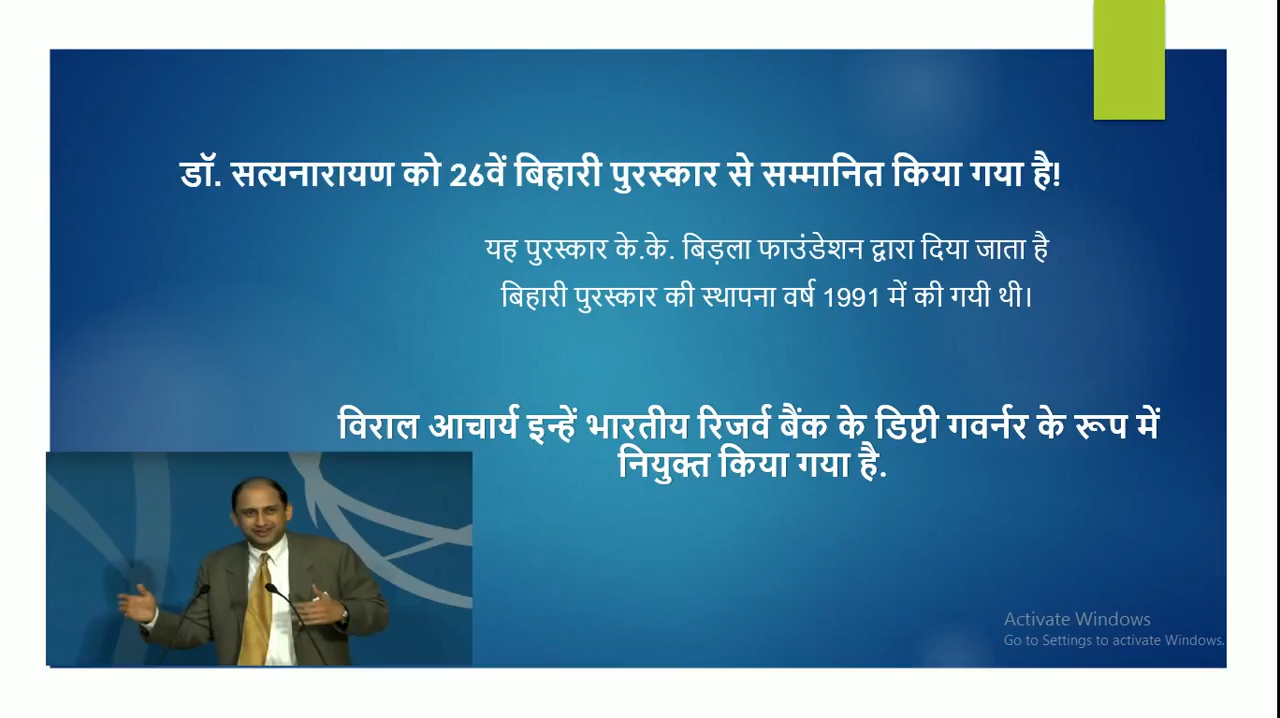 डॉ. सत्यनारायण को 26वें बिहारी पुरस्कार से सम्मानित किया गया है!
यह पुरस्कार के.के. बिड़ला फाउंडेशन द्वारा दिया जाता है
बिहारी पुरस्कार की स्थापना वर्ष 1991 में की गयी थी।
विराल आचार्य इन्हें भारतीय रिजर्व बैंक के डिप्टी गवर्नर के रूप में
नियुक्त किया गया है.
Activate Windows
Go to Settings to activate Windows.